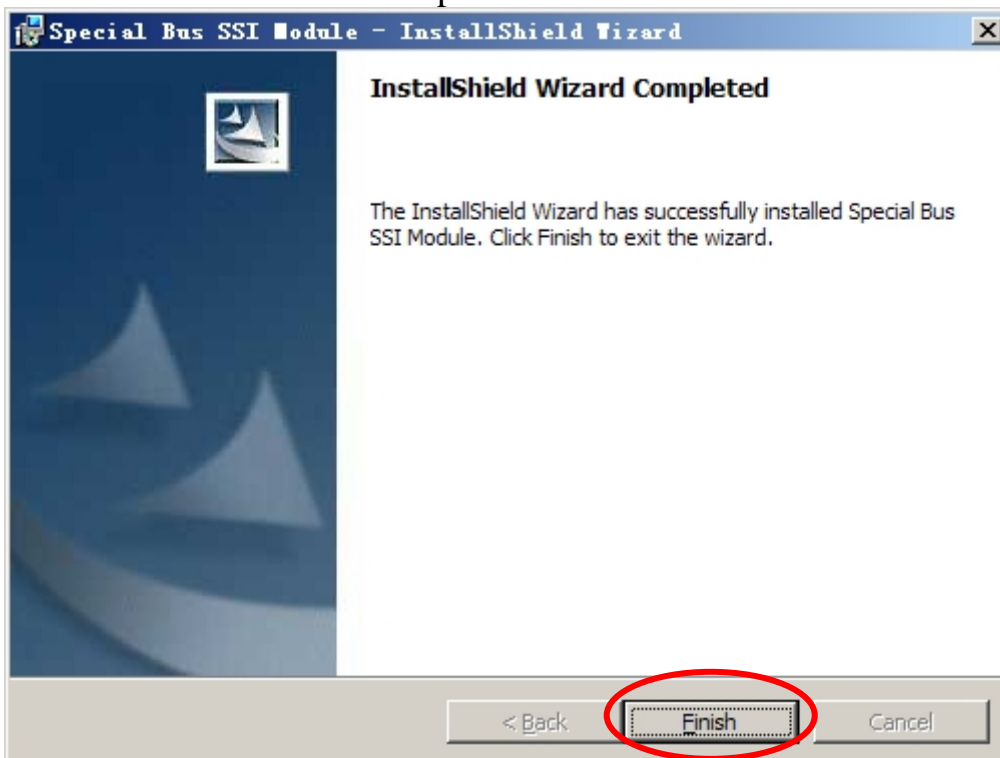 Special Bus SSI Module - InstallShield Wizard
InstallShield Wizard Completed
The InstallShield Wizard has successfully installed Special Bus
SSI Module. Click Finish to exit the wizard.
< Back
Finish
Cancel